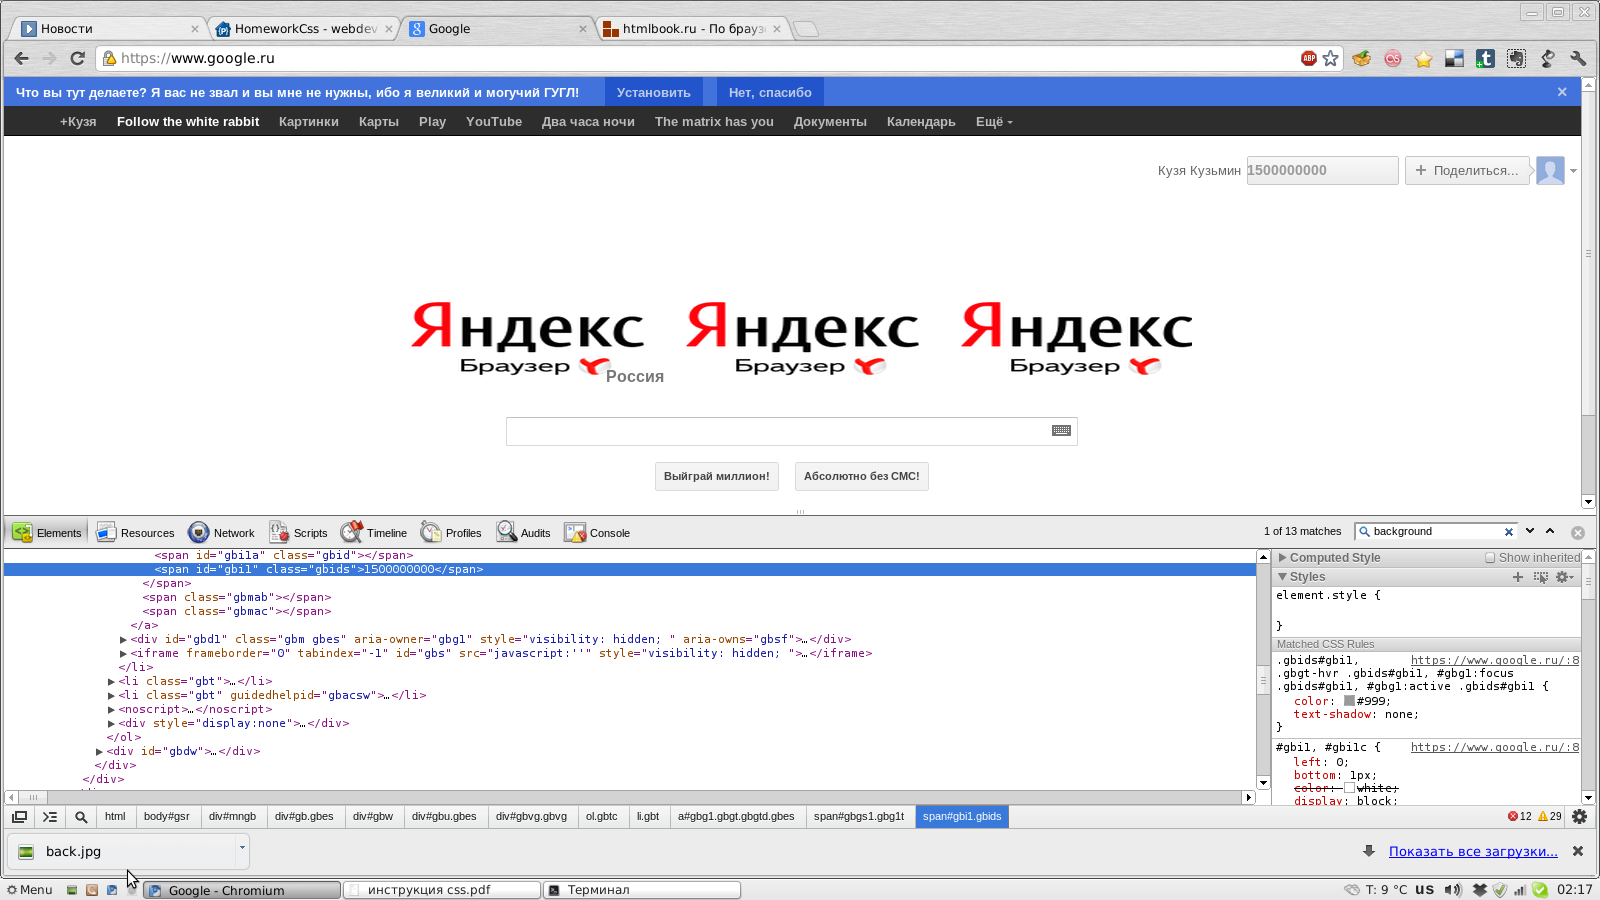 Новости
HomeworkCss - webdev
Google
htmlbook.ru - По брауз
https://www.google.ru
ABP
Что вы тут делаете? Я вас не звал и вы мне не нужны, ибо я великий и могучий ГУГЛ!
Установить
Нет, спасибо
+Кузя
Follow the white rabbit
Картинки
Карты
Play
YouTube
Два часа ночи
The matrix has you
Документы
Календарь
Ещё
Кузя Кузьмин
1500000000
Поделиться...
Яндекс Яндекс Яндекс
Браузер Браузер Браузер
Россия
Выйграй миллион!
Абсолютно без СМС!
Elements
Resources
Network
Scripts
Timeline
Profiles
Audits
Console
1 of 13 matches
background
<span id="gbi1a" class="gbid"></span>
<span id="gbi1" class="gbids">1500000000</span>
</span>
<span class="gbmab"></span>
<span class="gbmac"></span>
</a>
<div id="gbd1" class="gbm gbes" aria-owner="gbg1" style="visibility: hidden; " aria-owns="gbsf">…</div>
<iframe frameborder="0" tabindex="-1" id="gbs" src="javascript:''" style="visibility: hidden; ">…</iframe>
</li>
<li class="gbt">…</li>
<li class="gbt" guidedhelpid="gbacsw">…</li>
<noscript>…</noscript>
<div style="display:none">…</div>
</ol>
<div id="gbdw">…</div>
</div>
</div>
Computed Style
Show inherited
Styles
element.style {
}
Matched CSS Rules
.gbids#gbi1, https://www.google.ru/:8
.gbgt-hvr .gbids#gbi1, #gbg1:focus
.gbids#gbi1, #gbg1:active .gbids#gbi1 {
color: #999;
text-shadow: none;
}
#gbi1, #gbi1c { https://www.google.ru/:8
left: 0;
bottom: 1px;
color: white;
display: block;
html
body#gsr
div#mngb
div#gb.gbes
div#gbw
div#gbu.gbes
div#gbvg.gbvg
ol.gbtc
li.gbt
a#gbg1.gbgt.gbgtd.gbes
span#gbgs1.gbg1t
span#gbi1.gbids
12
29
back.jpg
Показать все загрузки...
Menu
Google - Chromium
инструкция css.pdf
Терминал
T: 9 °C
us
02:17